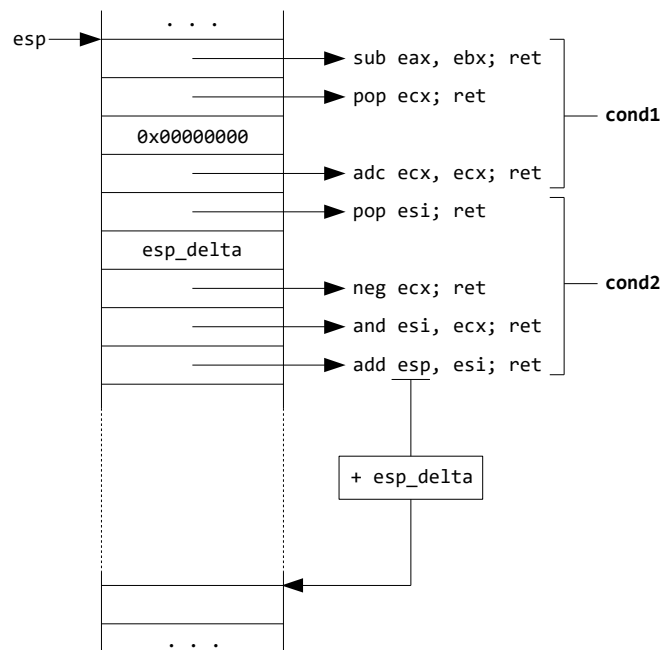 . . .
esp
sub eax, ebx; ret
pop ecx; ret
cond1
0x00000000
adc ecx, ecx; ret
pop esi; ret
esp_delta
cond2
neg ecx; ret
and esi, ecx; ret
add esp, esi; ret
+ esp_delta
. . .